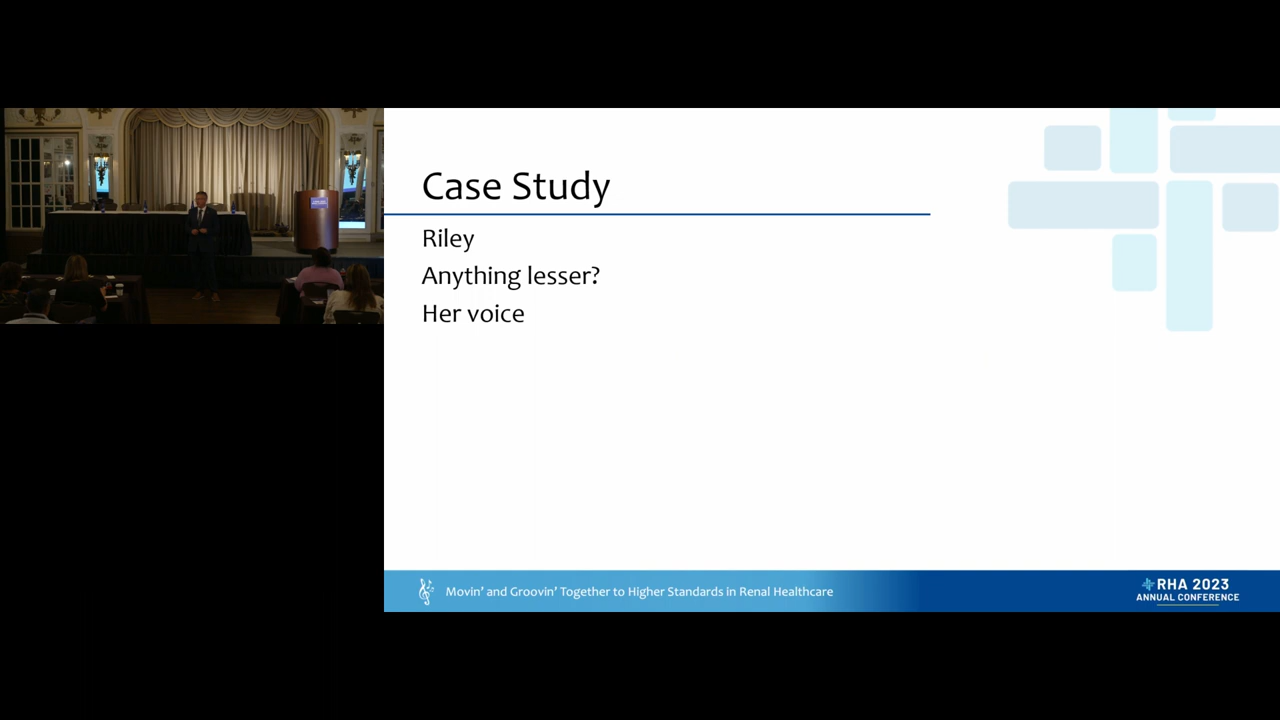 Case Study
Riley
Anything lesser?
Her voice
Movin' and Groovin' Together to Higher Standards in Renal Healthcare
RHA 2023
ANNUAL CONFERENCE